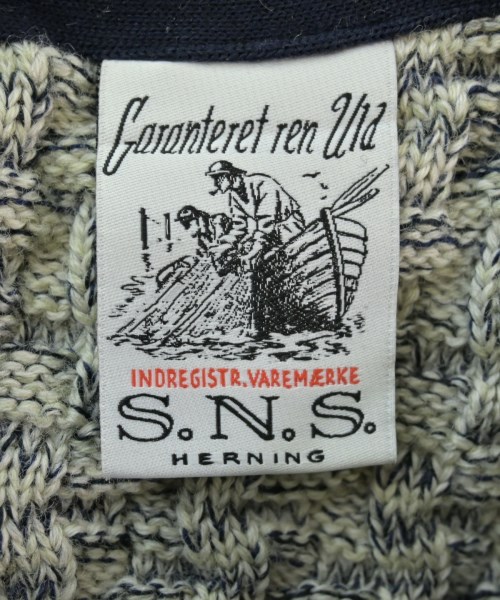 Garanteret ren Uld
INDREGISTR. VAREMÆRKE
S.N.S.
HERNING